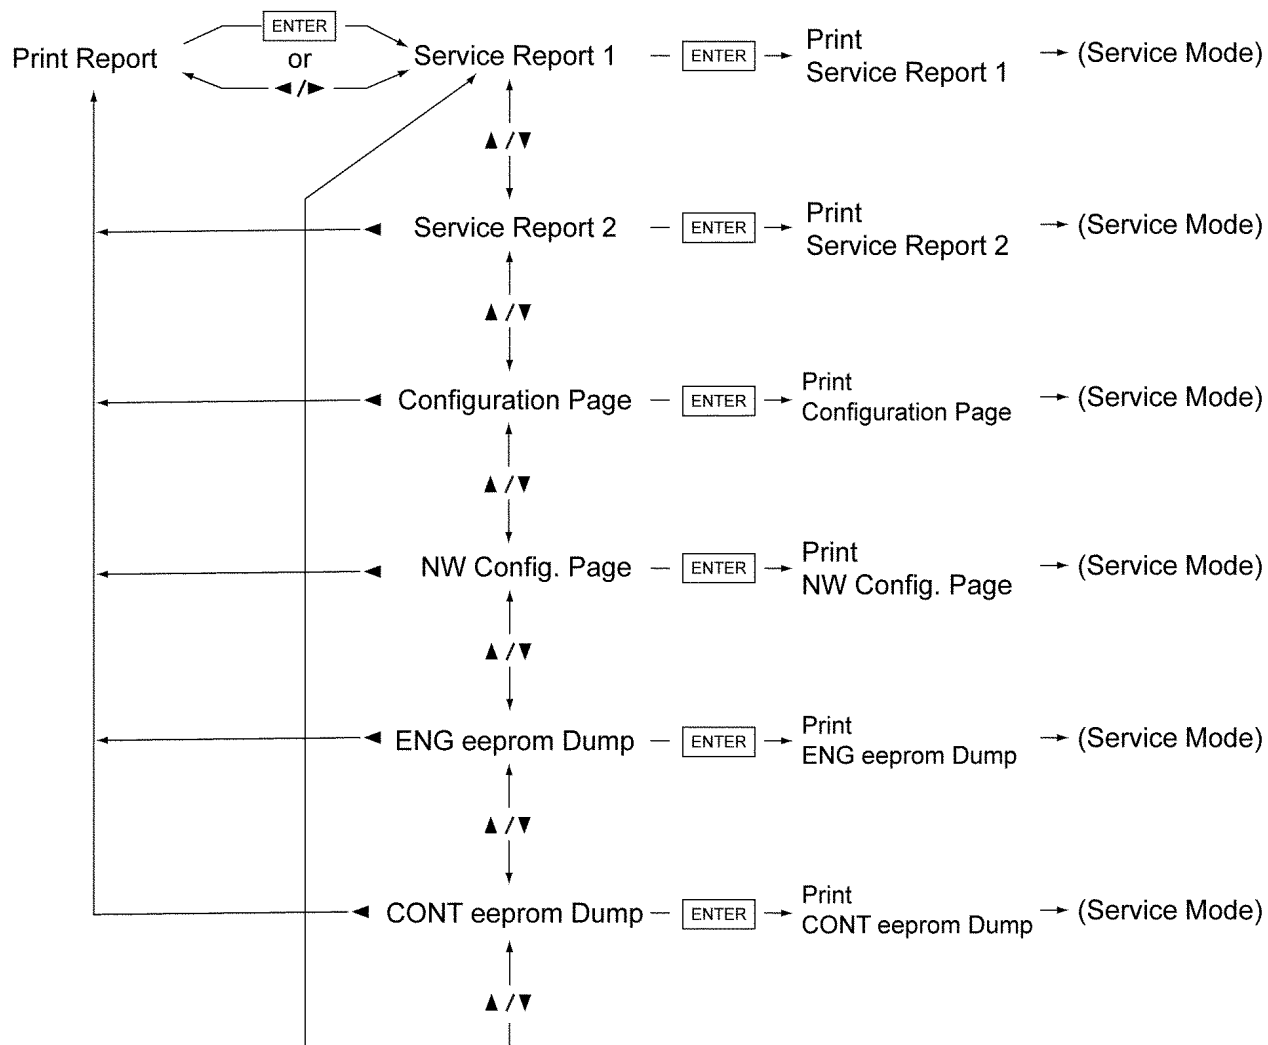 Print Report
ENTER
or
◄ / ►
Service Report 1
ENTER
Print
Service Report 1
(Service Mode)
▲ / ▼
◄ Service Report 2
ENTER
Print
Service Report 2
(Service Mode)
▲ / ▼
◄ Configuration Page
ENTER
Print
Configuration Page
(Service Mode)
▲ / ▼
◄ NW Config. Page
ENTER
Print
NW Config. Page
(Service Mode)
▲ / ▼
◄ ENG eeprom Dump
ENTER
Print
ENG eeprom Dump
(Service Mode)
▲ / ▼
◄ CONT eeprom Dump
ENTER
Print
CONT eeprom Dump
(Service Mode)
▲ / ▼